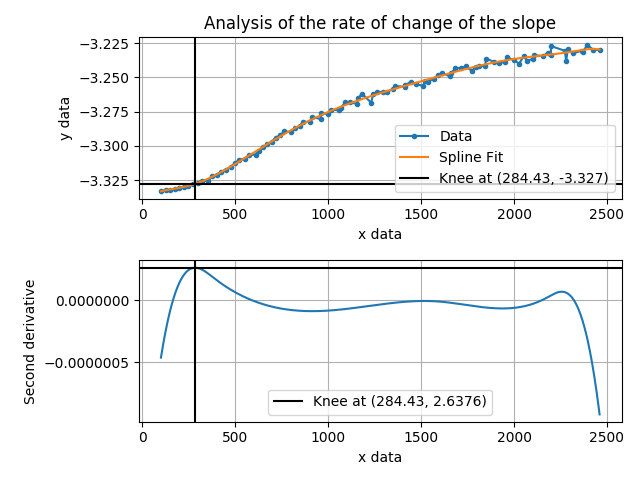 Analysis of the rate of change of the slope
−3.225
−3.250
−3.275
−3.300
−3.325
y data
Data
Spline Fit
Knee at (284.43, -3.327)
0 500 1000 1500 2000 2500
x data
0.0000000
−0.0000005
Second derivative
Knee at (284.43, 2.6376)
0 500 1000 1500 2000 2500
x data